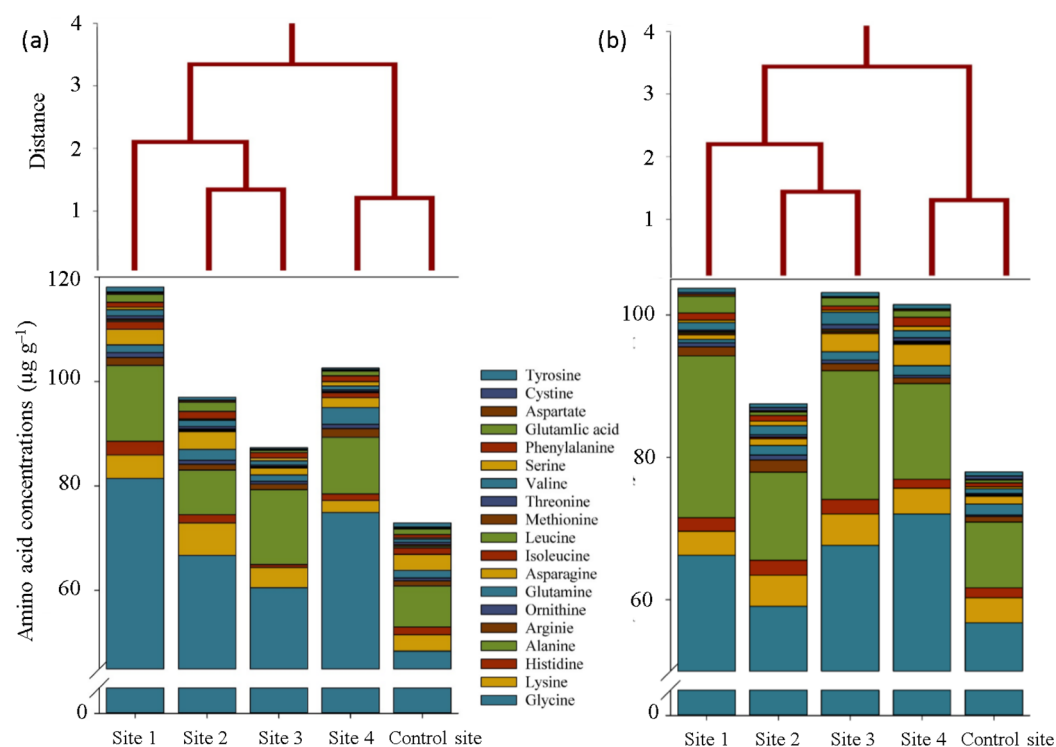 (a)
4
3
2
1
Distance
120
100
80
60
0
Amino acid concentrations (µg g⁻¹)
Site 1 Site 2 Site 3 Site 4 Control site
Tyrosine
Cystine
Aspartate
Glutamlic acid
Phenylalanine
Serine
Valine
Threonine
Methionine
Leucine
Isoleucine
Asparagine
Glutamine
Ornithine
Arginie
Alanine
Histidine
Lysine
Glycine
(b)
4
3
2
1
100
80
60
0
Site 1 Site 2 Site 3 Site 4 Control site